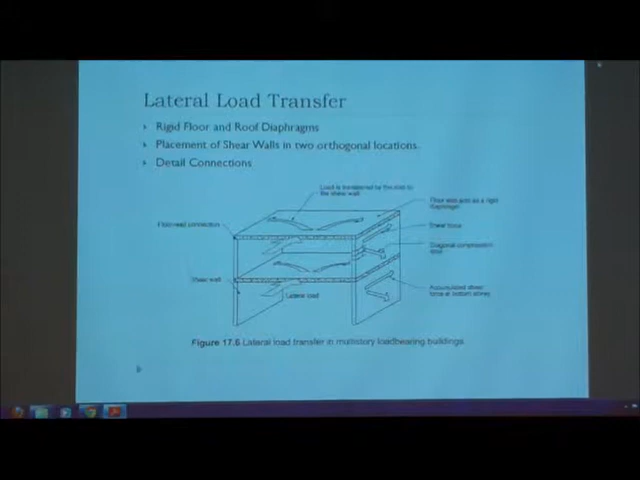 Lateral Load Transfer
Rigid Floor and Roof Diaphragms
Placement of Shear Walls in two orthogonal locations.
Detail Connections
Load is transferred by the slab to
the shear wall
Floor slab acts as a rigid
diaphragm
Floor/wall connection
Shear force
Diagonal compression
strut
Shear wall
Lateral load
Accumulated shear
force at bottom storey
Figure 17.6 Lateral load transfer in multistory loadbearing buildings